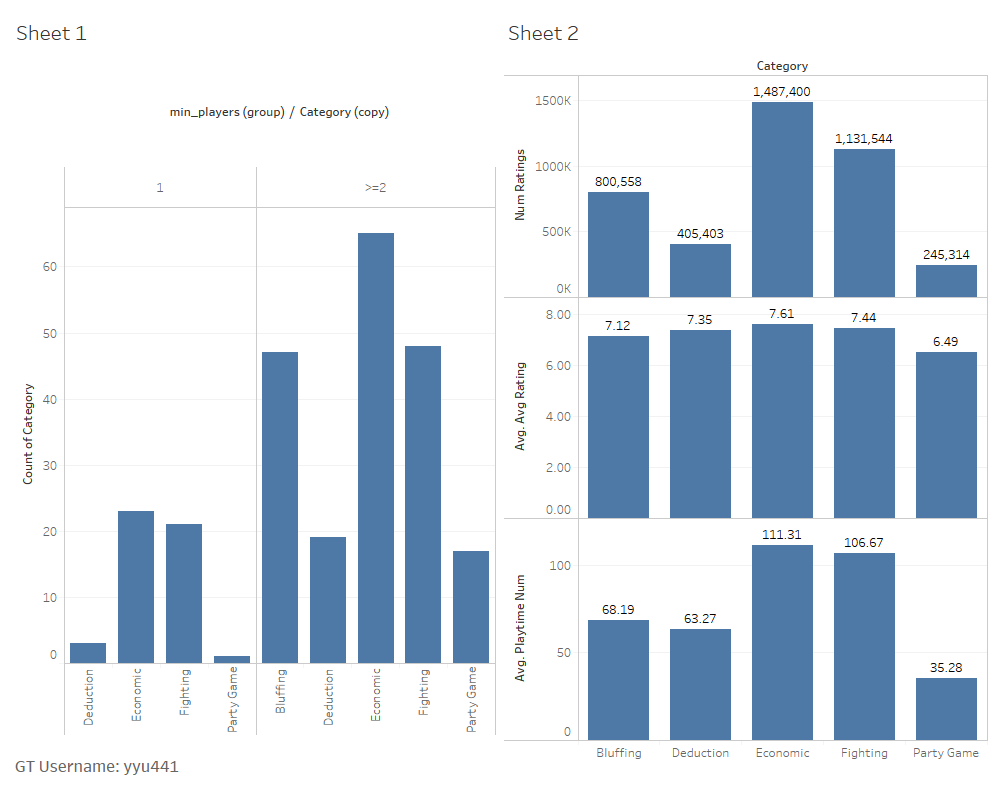 Sheet 1
min_players (group) / Category (copy)
1
>=2
Count of Category
60
50
40
30
20
10
0
Deduction
Economic
Fighting
Party Game
Bluffing
Deduction
Economic
Fighting
Party Game
GT Username: yyu441
Sheet 2
Category
Num Ratings
1500K
1000K
500K
0K
800,558
405,403
1,487,400
1,131,544
245,314
Avg. Avg Rating
8.00
6.00
4.00
2.00
0.00
7.12
7.35
7.61
7.44
6.49
Avg. Playtime Num
100
50
0
68.19
63.27
111.31
106.67
35.28
Bluffing
Deduction
Economic
Fighting
Party Game